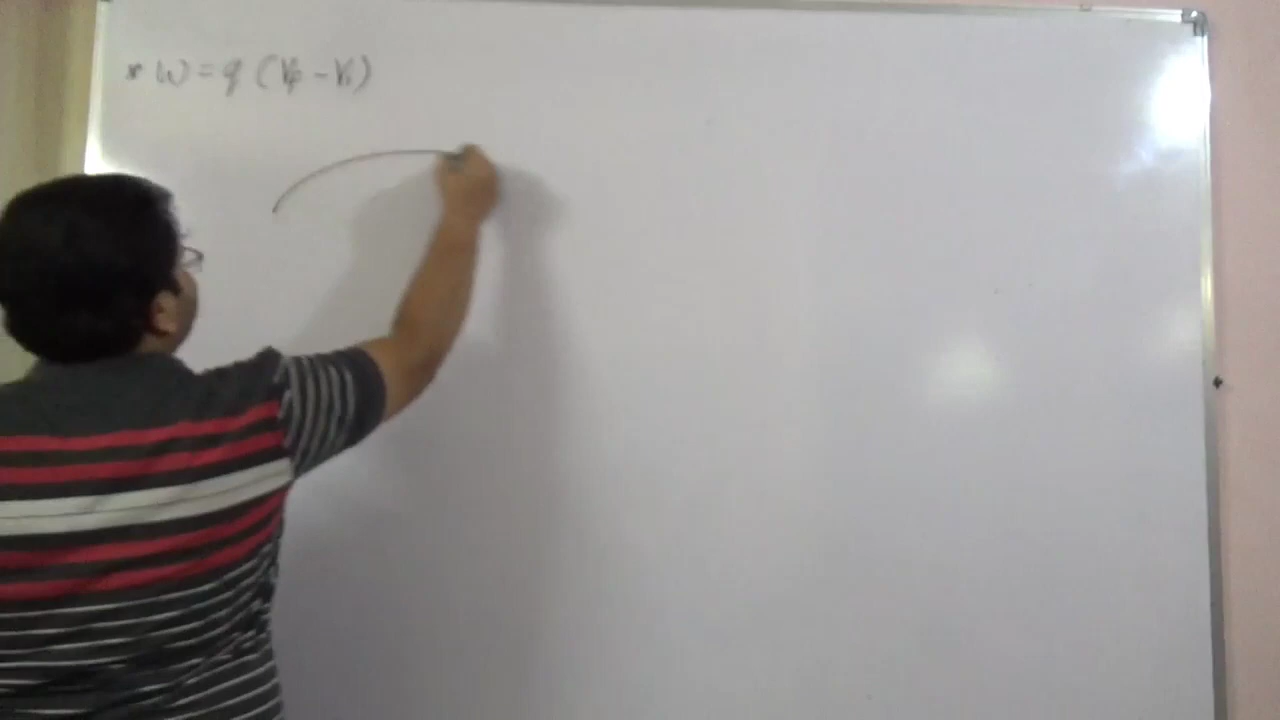 * W = q (Vf - Vi)